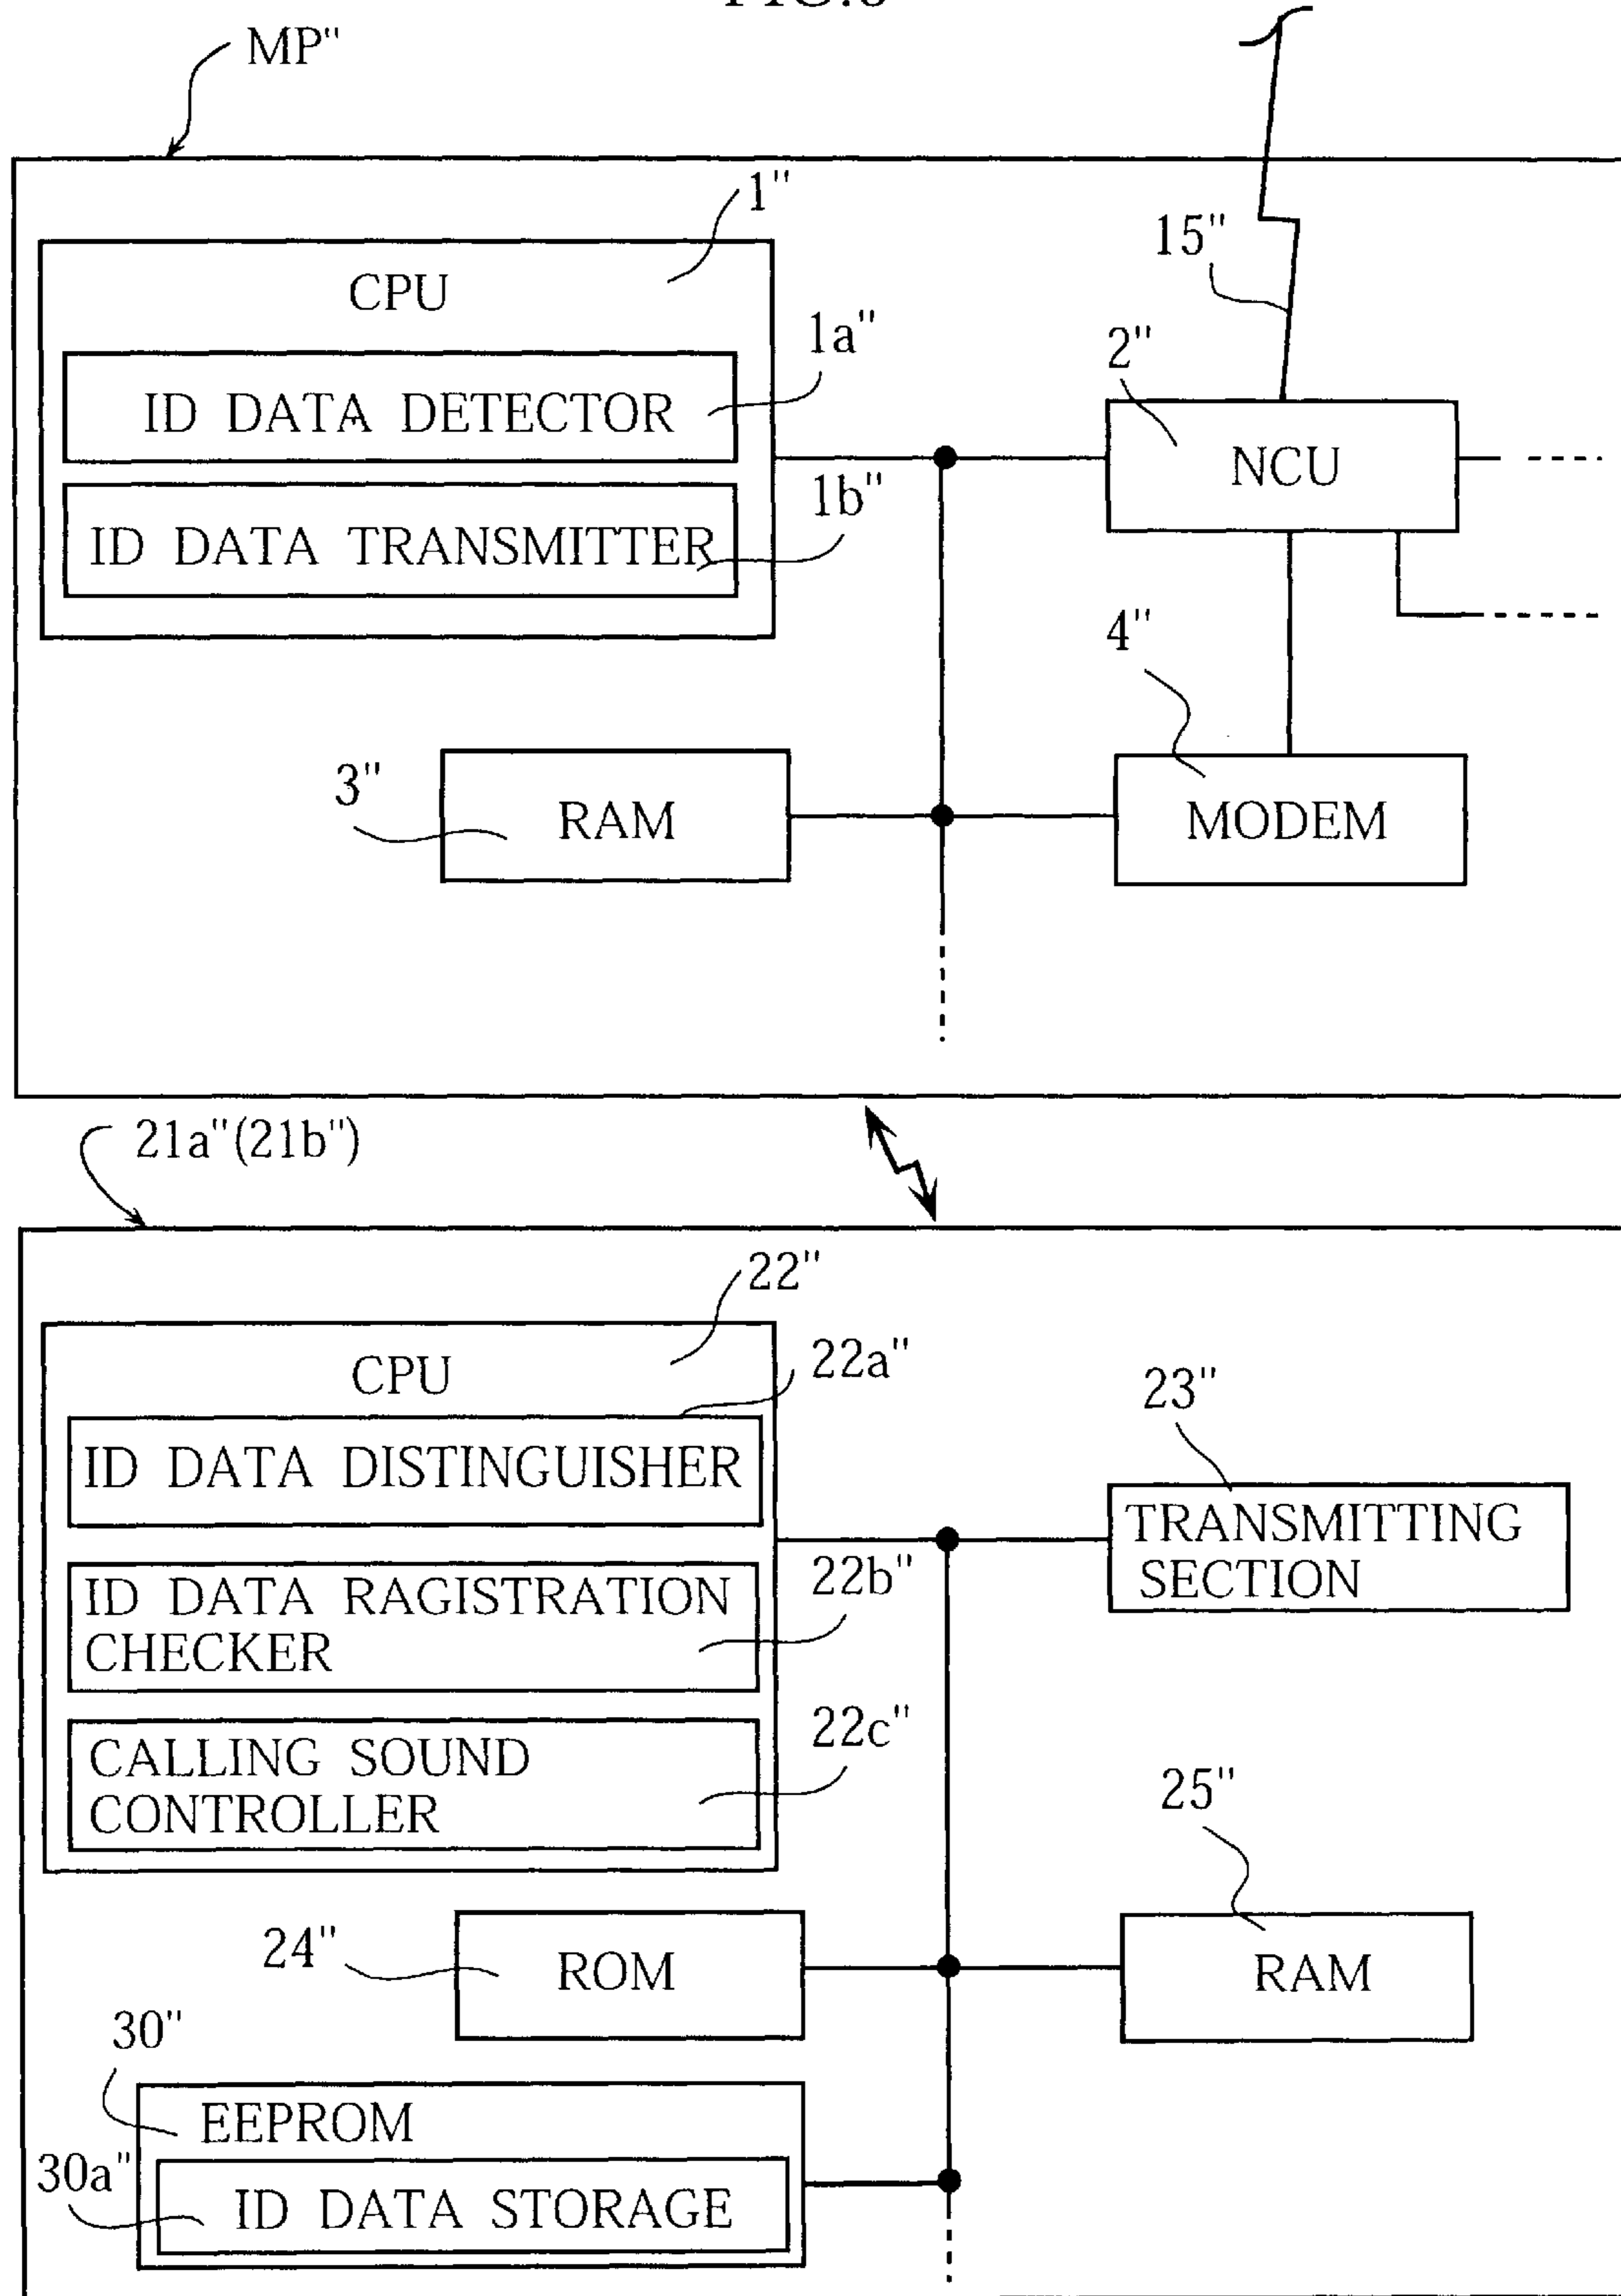 MP"
1"
CPU
15"
1a"
2"
ID DATA DETECTOR
NCU
1b"
ID DATA TRANSMITTER
4"
3"
RAM
MODEM
21a"(21b")
22"
CPU
22a"
23"
ID DATA DISTINGUISHER
TRANSMITTING
SECTION
ID DATA RAGISTRATION
CHECKER
22b"
CALLING SOUND
CONTROLLER
22c"
25"
24"
ROM
RAM
30"
EEPROM
30a"
ID DATA STORAGE